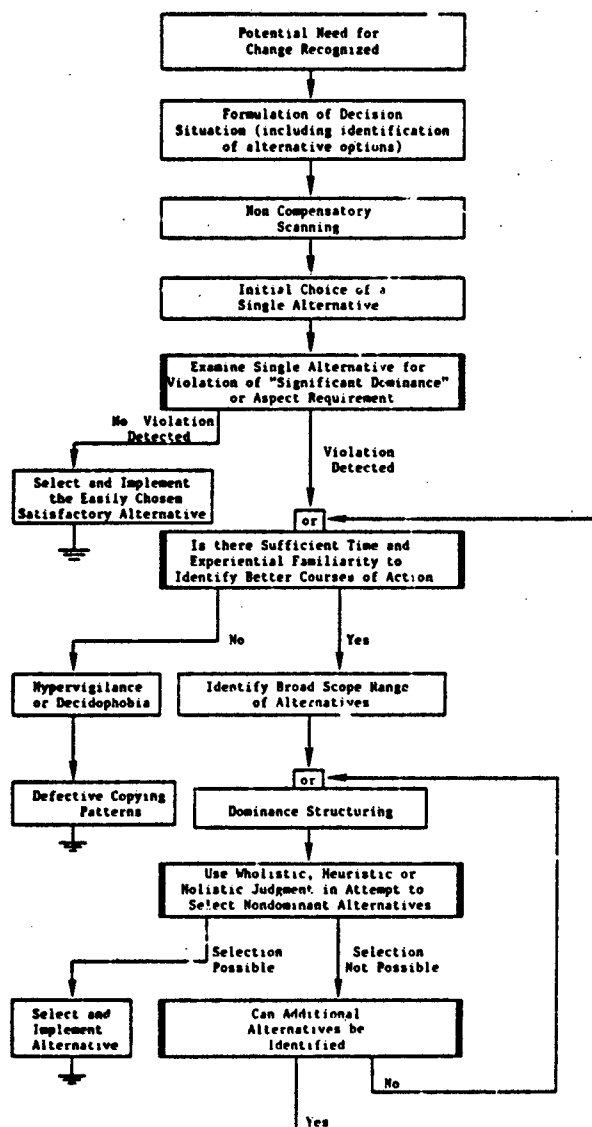 Potential Need for
Change Recognized
Formulation of Decision
Situation (including identification
of alternative options)
Non Compensatory
Scanning
Initial Choice of a
Single Alternative
Examine Single Alternative for
Violation of "Significant Dominance"
or Aspect Requirement
No Violation
Detected
Violation
Detected
Select and Implement
the Easily Chosen
Satisfactory Alternative
or
Is there Sufficient Time and
Experiential Familiarity to
Identify Better Courses of Action
No
Yes
Hypervigilance
or Decidophobia
Identify Broad Scope Range
of Alternatives
or
Defective Copying
Patterns
Dominance Structuring
Use Wholistic, Heuristic or
Holistic Judgment in Attempt to
Select Nondominant Alternatives
Selection
Possible
Selection
Not Possible
Select and
Implement
Alternative
Can Additional
Alternatives be
Identified
No
Yes